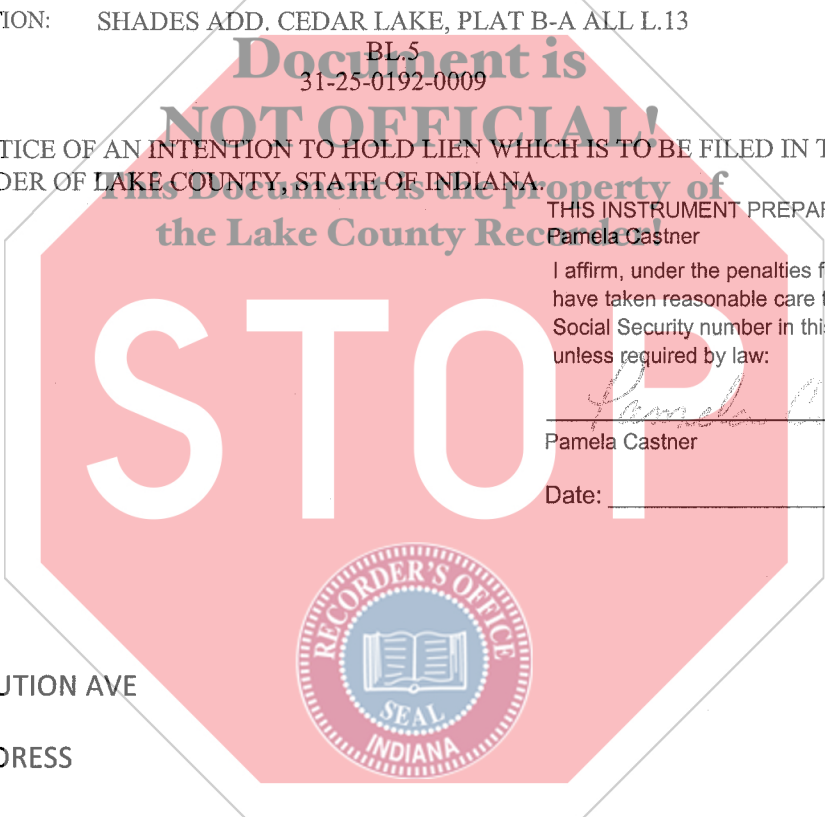 TION: SHADES ADD. CEDAR LAKE, PLAT B-A ALL L.13
BL.5
31-25-0192-0009
Document is
NOT OFFICIAL!
This Document is the property of
the Lake County Recorder!
TICE OF AN INTENTION TO HOLD LIEN WHICH IS TO BE FILED IN T
DER OF LAKE COUNTY, STATE OF INDIANA.
THIS INSTRUMENT PREPAR
Pamela Castner
I affirm, under the penalties f
have taken reasonable care t
Social Security number in this
unless required by law:
Pamela
Pamela Castner
Date:
STOP
RECORDER'S OFFICE
SEAL
INDIANA
UTION AVE
DRESS